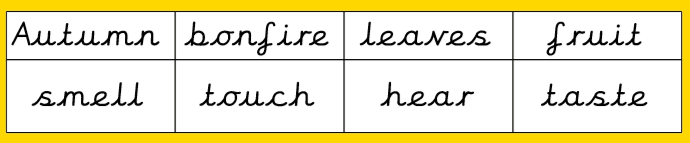 Autumn bonfire leaves fruit
smell touch hear taste